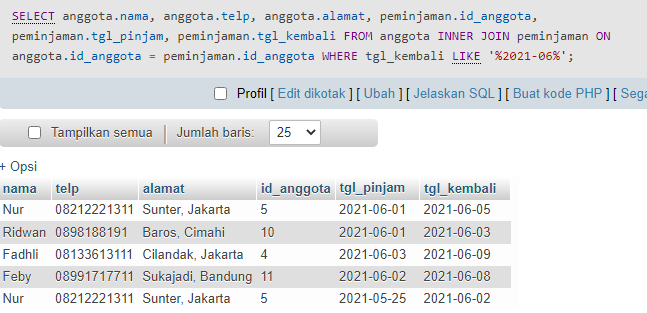 SELECT anggota.nama, anggota.telp, anggota.alamat, peminjaman.id_anggota,
peminjaman.tgl_pinjam, peminjaman.tgl_kembali FROM anggota INNER JOIN peminjaman ON
anggota.id_anggota = peminjaman.id_anggota WHERE tgl_kembali LIKE '%2021-06%';
Profil [ Edit dikotak ] [ Ubah ] [ Jelaskan SQL ] [ Buat kode PHP ] [ Sega
Tampilkan semua | Jumlah baris: 25
+ Opsi
nama telp alamat id_anggota tgl_pinjam tgl_kembali
Nur 08212221311 Sunter, Jakarta 5 2021-06-01 2021-06-05
Ridwan 0898188191 Baros, Cimahi 10 2021-06-01 2021-06-03
Fadhli 08133613111 Cilandak, Jakarta 4 2021-06-03 2021-06-09
Feby 08991717711 Sukajadi, Bandung 11 2021-06-02 2021-06-08
Nur 08212221311 Sunter, Jakarta 5 2021-05-25 2021-06-02